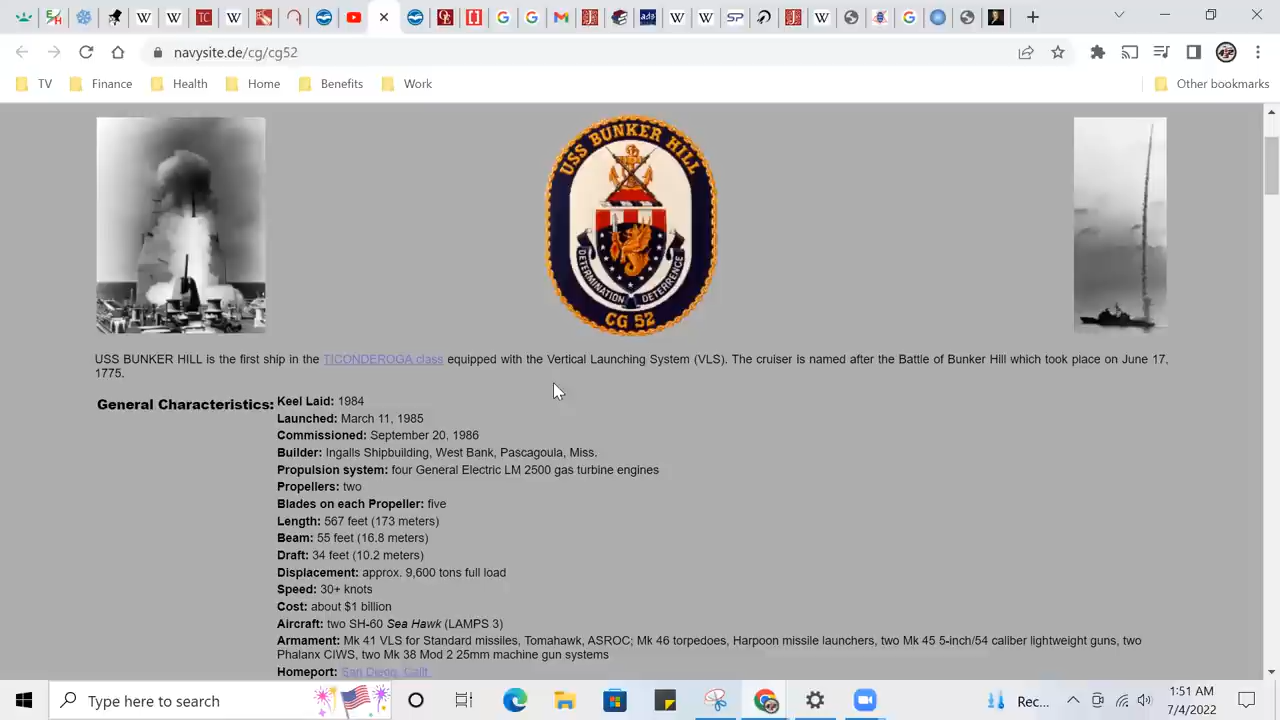 navysite.de/cg/cg52
TV Finance Health Home Benefits Work Other bookmarks
USS BUNKER HILL
DETERMINATION DETERRENCE
CG 52
USS BUNKER HILL is the first ship in the TICONDEROGA class equipped with the Vertical Launching System (VLS). The cruiser is named after the Battle of Bunker Hill which took place on June 17,
1775.
General Characteristics: Keel Laid: 1984
Launched: March 11, 1985
Commissioned: September 20, 1986
Builder: Ingalls Shipbuilding, West Bank, Pascagoula, Miss.
Propulsion system: four General Electric LM 2500 gas turbine engines
Propellers: two
Blades on each Propeller: five
Length: 567 feet (173 meters)
Beam: 55 feet (16.8 meters)
Draft: 34 feet (10.2 meters)
Displacement: approx. 9,600 tons full load
Speed: 30+ knots
Cost: about $1 billion
Aircraft: two SH-60 Sea Hawk (LAMPS 3)
Armament: Mk 41 VLS for Standard missiles, Tomahawk, ASROC; Mk 46 torpedoes, Harpoon missile launchers, two Mk 45 5-inch/54 caliber lightweight guns, two
Phalanx CIWS, two Mk 38 Mod 2 25mm machine gun systems
Homeport: San Diego, Calif.
Type here to search
Rec...
1:51 AM
7/4/2022